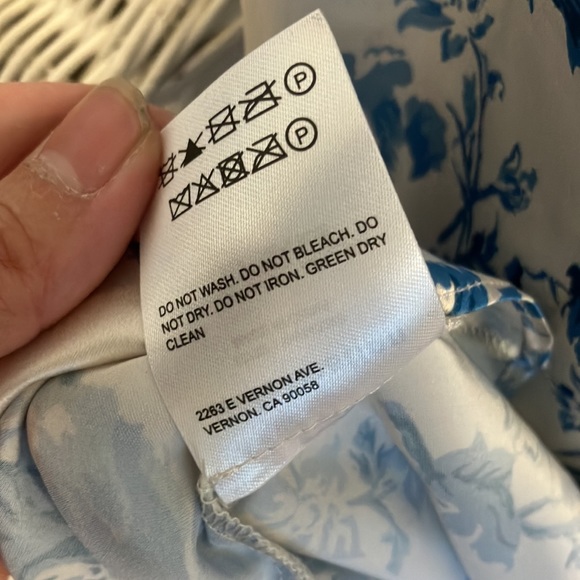 P
P
DO NOT WASH. DO NOT BLEACH. DO
NOT DRY. DO NOT IRON. GREEN DRY
CLEAN
2263 E VERNON AVE.
VERNON. CA 90058